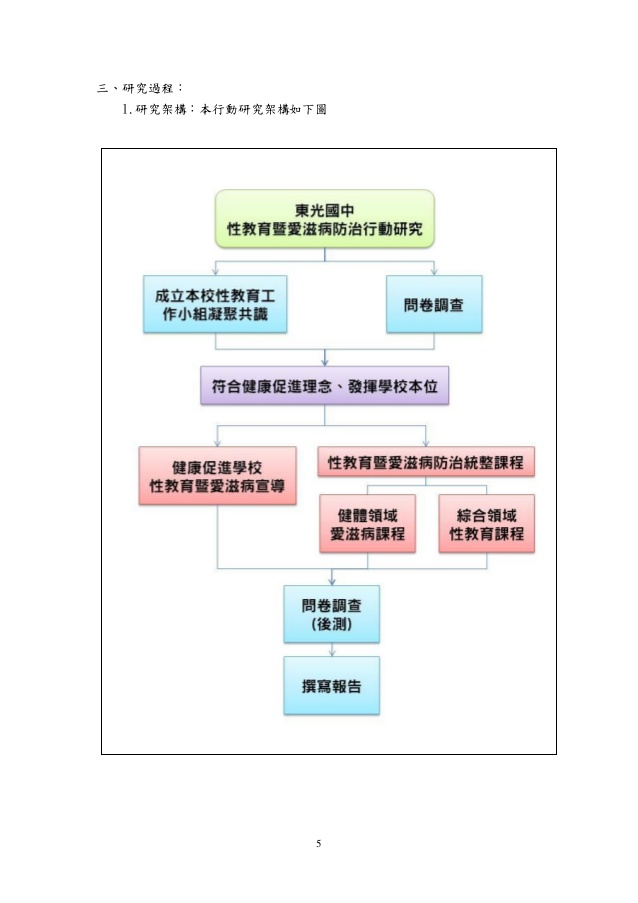 三、研究過程：
1.研究架構：本行動研究架構如下圖
東光國中
性教育暨愛滋病防治行動研究
成立本校性教育工
作小組凝聚共識
問卷調查
符合健康促進理念、發揮學校本位
健康促進學校
性教育暨愛滋病宣導
性教育暨愛滋病防治統整課程
健體領域
愛滋病課程
綜合領域
性教育課程
問卷調查
(後測)
撰寫報告
5